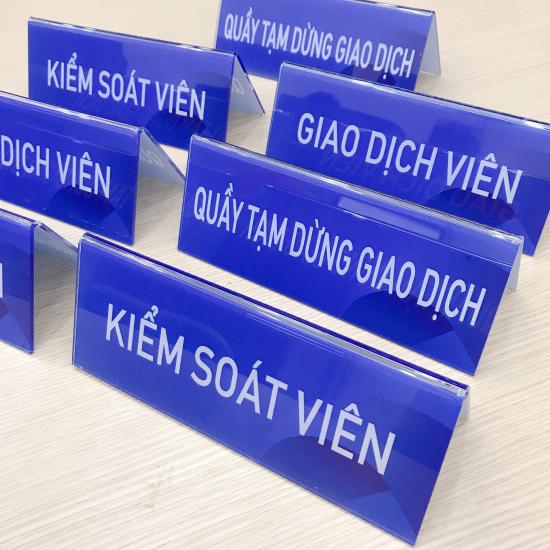 QUẦY TẠM DỪNG GIAO DỊCH
KIỂM SOÁT VIÊN
GIAO DỊCH VIÊN
DỊCH VIÊN
QUẦY TẠM DỪNG GIAO DỊCH
KIỂM SOÁT VIÊN